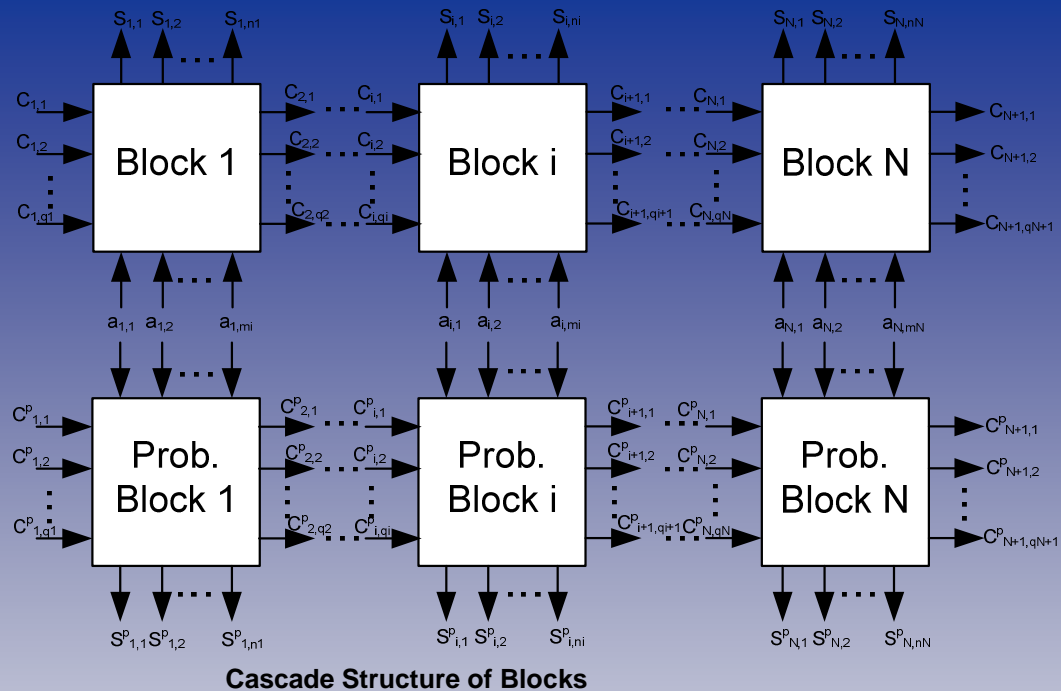 S1,1 S1,2 S1,n1 Si,1 Si,2 Si,ni SN,1 SN,2 SN,nN
C1,1 C2,1 Ci,1 Ci+1,1 CN,1 CN+1,1
C1,2 C2,2 Ci,2 Ci+1,2 CN,2 CN+1,2
Block 1 Block i Block N
C1,q1 C2,q2 Ci,qi Ci+1,qi+1 CN,qN CN+1,qN+1
a1,1 a1,2 a1,mi ai,1 ai,2 ai,mi aN,1 aN,2 aN,mN
Cp1,1 Cp2,1 Cpi,1 Cpi+1,1 CpN,1 CpN+1,1
Cp1,2 Cp2,2 Cpi,2 Cpi+1,2 CpN,2 CpN+1,2
Prob. Prob. Prob.
Block 1 Block i Block N
Cp1,q1 Cp2,q2 Cpi,qi Cpi+1,qi+1 CpN,qN CpN+1,qN+1
Sp1,1 Sp1,2 Sp1,n1 Spi,1 Spi,2 Spi,ni SpN,1 SpN,2 SpN,nN
Cascade Structure of Blocks